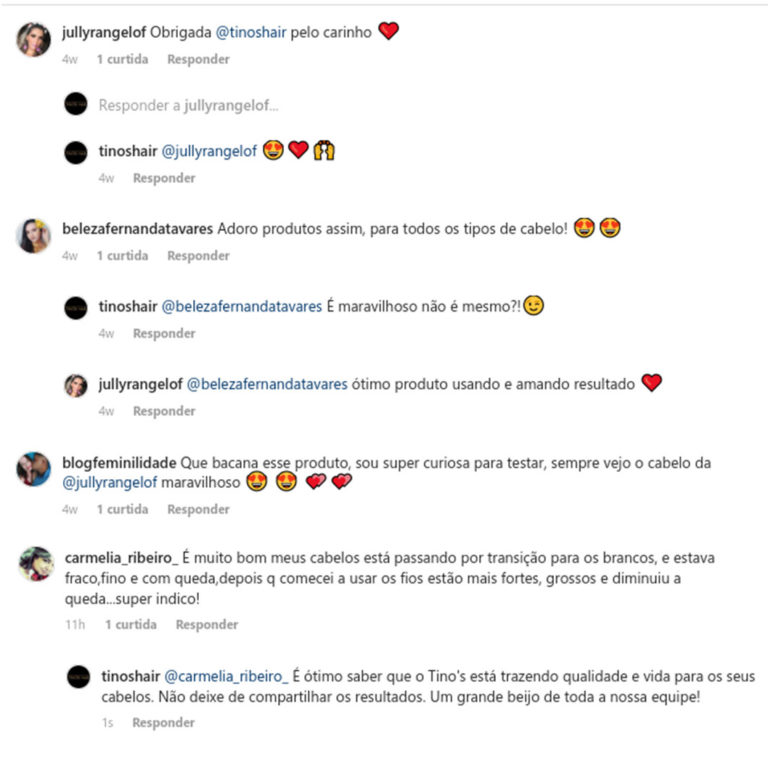 jullyrangelof Obrigada @tinoshair pelo carinho ❤️
4w 1 curtida Responder
Responder a jullyrangelof...
tinoshair @jullyrangelof 😍❤️🙌
4w Responder
belezafernandatavares Adoro produtos assim, para todos os tipos de cabelo! 😍😍
4w 1 curtida Responder
tinoshair @belezafernandatavares É maravilhoso não é mesmo?!😉
4w Responder
jullyrangelof @belezafernandatavares ótimo produto usando e amando resultado ❤️
4w Responder
blogfeminilidade Que bacana esse produto, sou super curiosa para testar, sempre vejo o cabelo da
@jullyrangelof maravilhoso 😍 😍 💕💕
4w 1 curtida Responder
carmelia_ribeiro_ É muito bom meus cabelos está passando por transição para os brancos, e estava
fraco,fino e com queda,depois q comecei a usar os fios estão mais fortes, grossos e diminuiu a
queda...super indico!
11h 1 curtida Responder
tinoshair @carmelia_ribeiro_ É ótimo saber que o Tino's está trazendo qualidade e vida para os seus
cabelos. Não deixe de compartilhar os resultados. Um grande beijo de toda a nossa equipe!
1s Responder